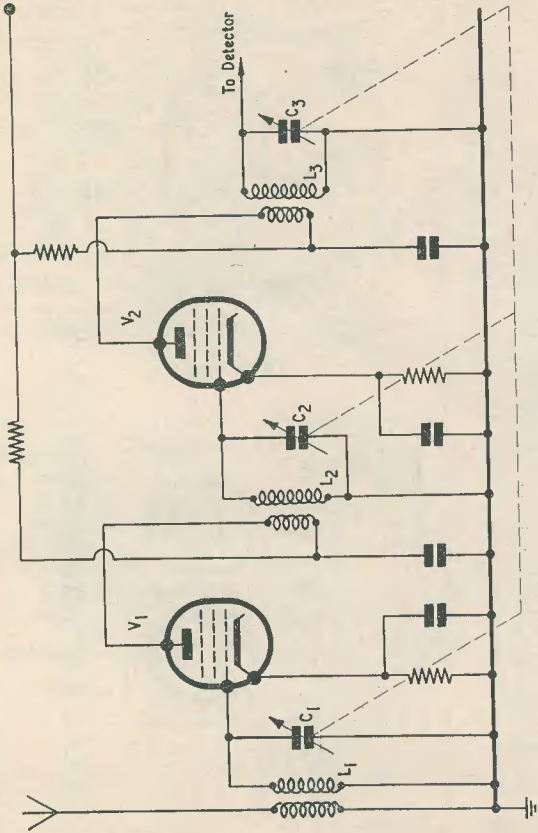 V₁
V₂
To Detector
L₁
C₁
L₂
C₂
L₃
C₃